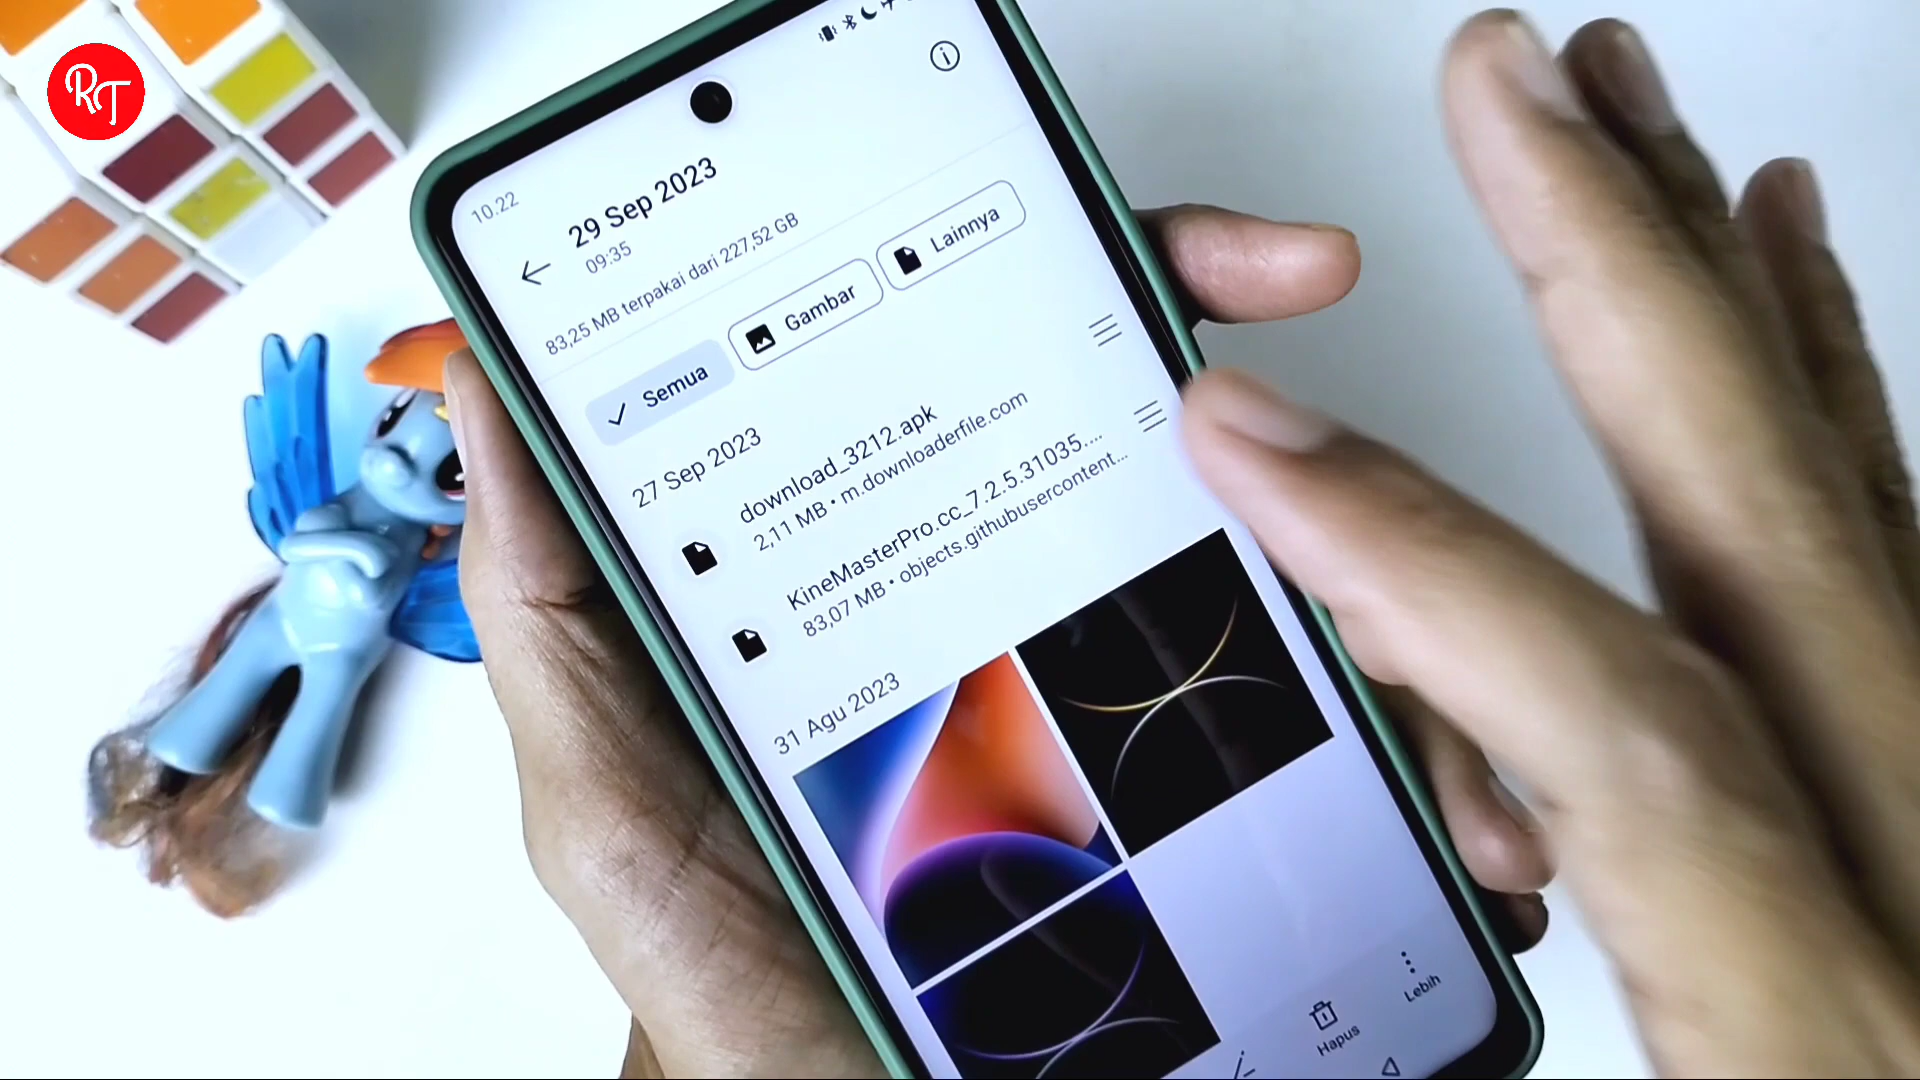 RT
10.22
29 Sep 2023
09:35
83,25 MB terpakai dari 227,52 GB
Semua
Gambar
Lainnya
27 Sep 2023
download_3212.apk
2,11 MB • m.downloaderfile.com
KineMasterPro.cc_7.2.5.31035....
83,07 MB • objects.githubusercontent...
31 Agu 2023
Hapus
Lebih